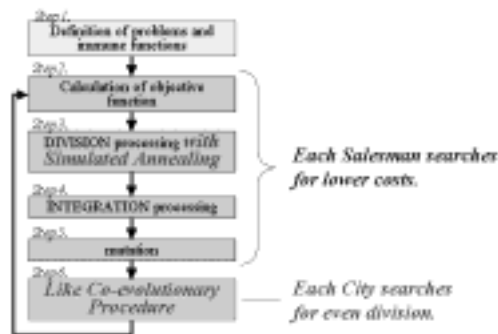 Step1.
Definition of problems and
immune functions
Step2.
Calculation of objective
function
Step3.
DIVISION processing with
Simulated Annealing
Step4.
INTEGRATION processing
Step5.
mutation
Step6.
Like Co-evolutionary
Procedure
Each Salesman searches
for lower costs.
Each City searches
for even division.